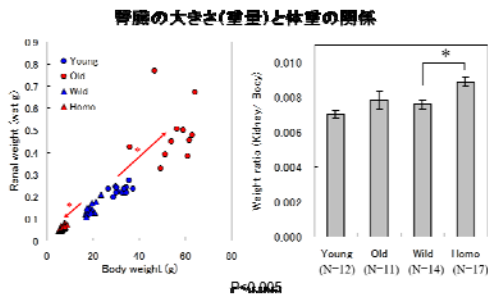 腎臓の大きさ(重量)と体重の関係
Renal weight (wet g)
0.9
0.8
0.7
0.6
0.5
0.4
0.3
0.2
0.1
0
Young
Old
Wild
Homo
*
*
0
20
40
60
80
Body weight (g)
Weight ratio (Kidney/ Body)
0.010
0.008
0.006
0.004
0.002
0.000
*
Young
Old
Wild
Homo
(N=12)
(N=11)
(N=14)
(N=17)
P<0.005